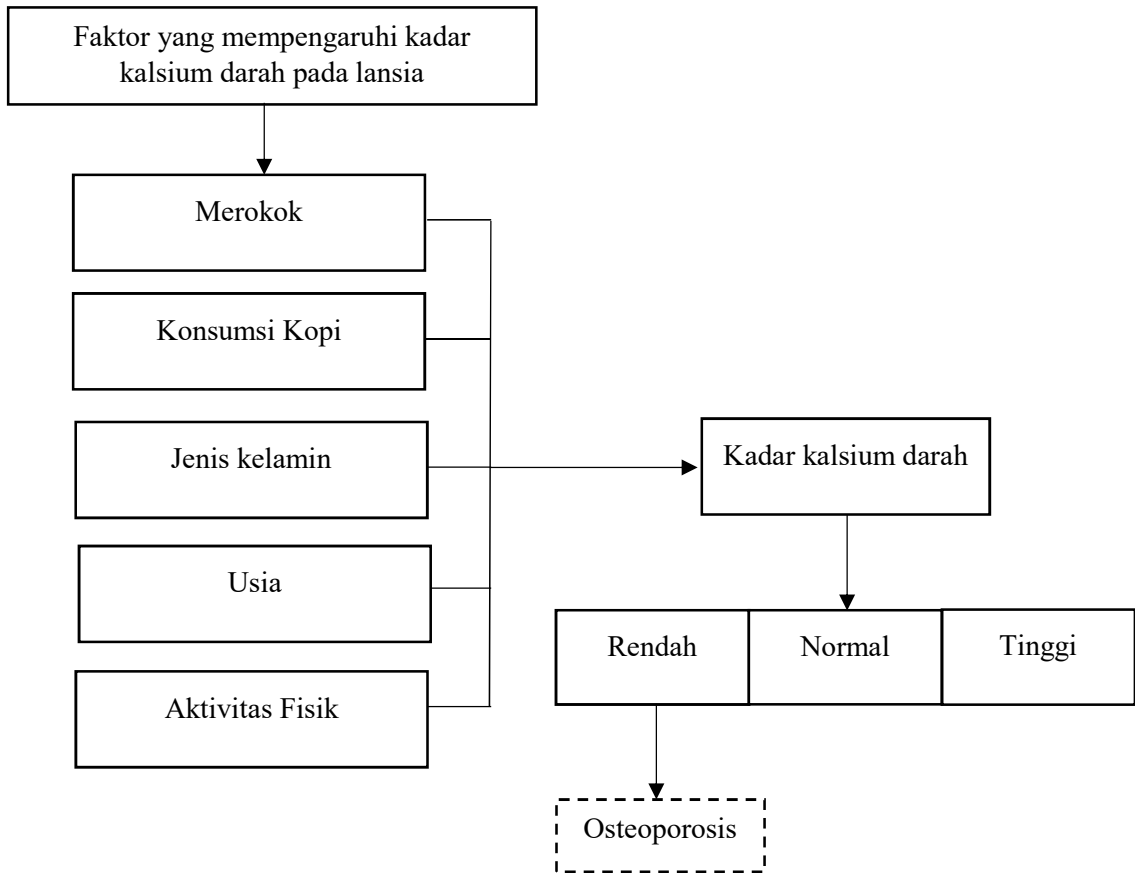 Faktor yang mempengaruhi kadar
kalsium darah pada lansia
Merokok
Konsumsi Kopi
Jenis kelamin
Usia
Aktivitas Fisik
Kadar kalsium darah
Rendah
Normal
Tinggi
Osteoporosis